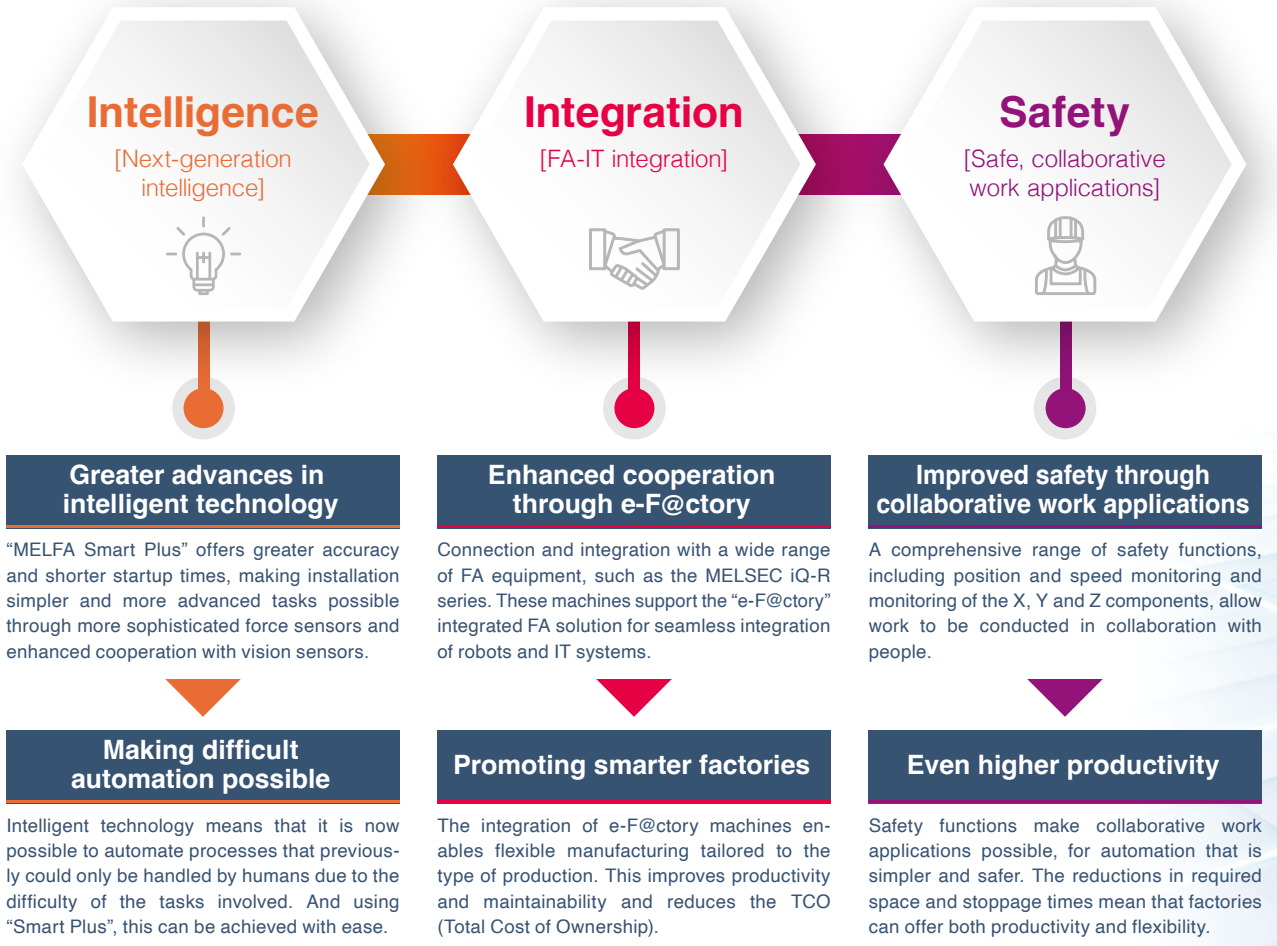 Intelligence
[Next-generation
intelligence]
Integration
[FA-IT integration]
Safety
[Safe, collaborative
work applications]
Greater advances in
intelligent technology
“MELFA Smart Plus” offers greater accuracy
and shorter startup times, making installation
simpler and more advanced tasks possible
through more sophisticated force sensors and
enhanced cooperation with vision sensors.
Making difficult
automation possible
Intelligent technology means that it is now
possible to automate processes that previous-
ly could only be handled by humans due to the
difficulty of the tasks involved. And using
“Smart Plus”, this can be achieved with ease.
Enhanced cooperation
through e-F@ctory
Connection and integration with a wide range
of FA equipment, such as the MELSEC iQ-R
series. These machines support the “e-F@ctory”
integrated FA solution for seamless integration
of robots and IT systems.
Promoting smarter factories
The integration of e-F@ctory machines en-
ables flexible manufacturing tailored to the
type of production. This improves productivity
and maintainability and reduces the TCO
(Total Cost of Ownership).
Improved safety through
collaborative work applications
A comprehensive range of safety functions,
including position and speed monitoring and
monitoring of the X, Y and Z components, allow
work to be conducted in collaboration with
people.
Even higher productivity
Safety functions make collaborative work
applications possible, for automation that is
simpler and safer. The reductions in required
space and stoppage times mean that factories
can offer both productivity and flexibility.